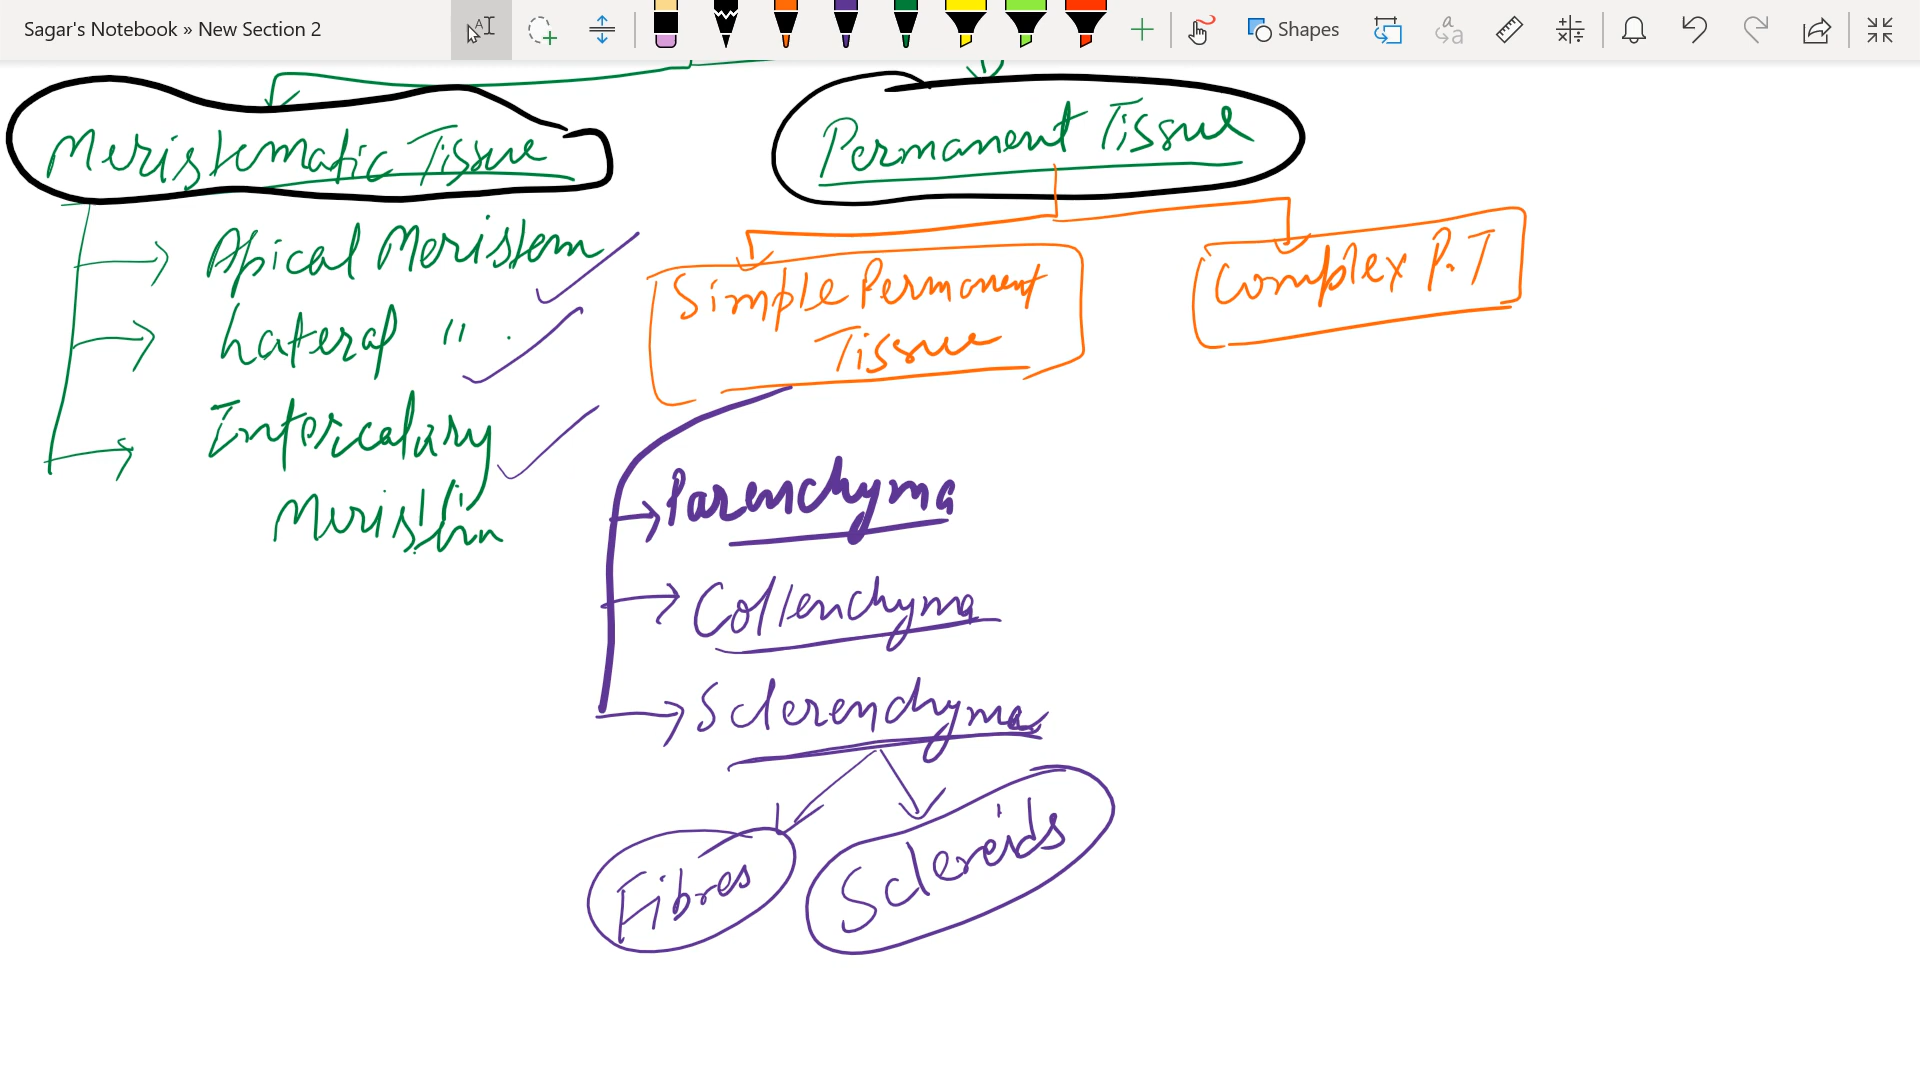 Sagar's Notebook » New Section 2
Shapes
Meristematic Tissue
Permanent Tissue
Apical Meristem
Lateral " .
Intercalary
Meristem
Simple Permanent
Tissue
Complex P.T
Parenchyma
Collenchyma
Sclerenchyma
Fibres
Sclereids